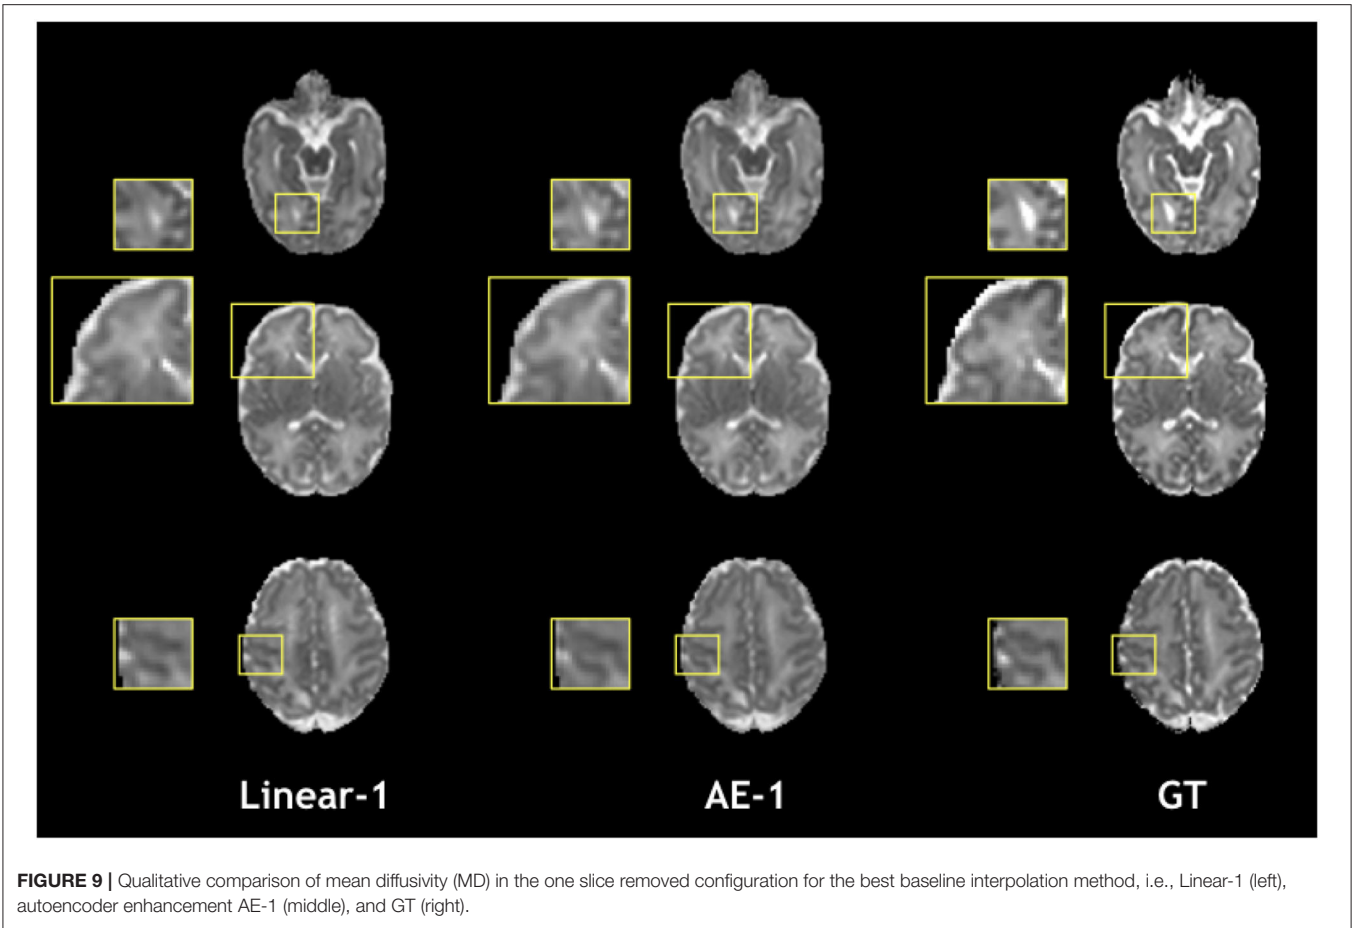 Linear-1 AE-1 GT
FIGURE 9 | Qualitative comparison of mean diffusivity (MD) in the one slice removed configuration for the best baseline interpolation method, i.e., Linear-1 (left),
autoencoder enhancement AE-1 (middle), and GT (right).